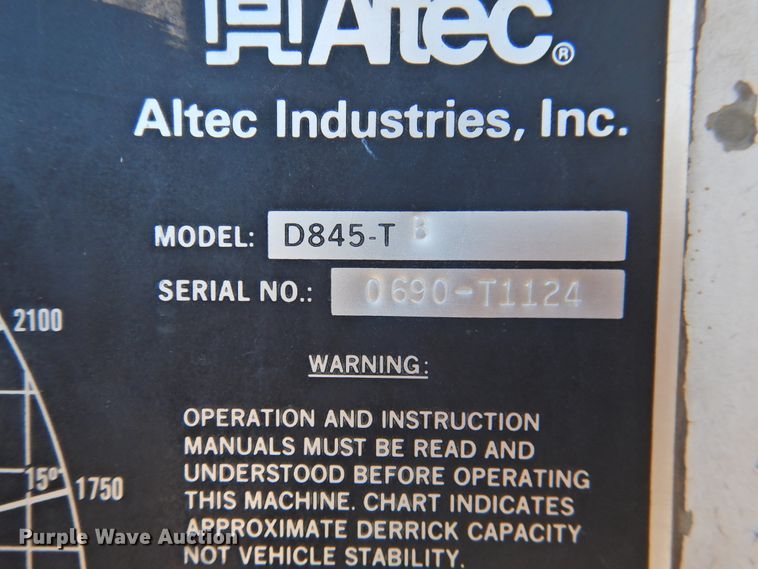 Altec®
Altec Industries, Inc.
MODEL: D845-T B
SERIAL NO.: 0690-T1124
2100
WARNING:
OPERATION AND INSTRUCTION
MANUALS MUST BE READ AND
UNDERSTOOD BEFORE OPERATING
THIS MACHINE. CHART INDICATES
APPROXIMATE DERRICK CAPACITY
NOT VEHICLE STABILITY.
15°
1750
Purple Wave Auction